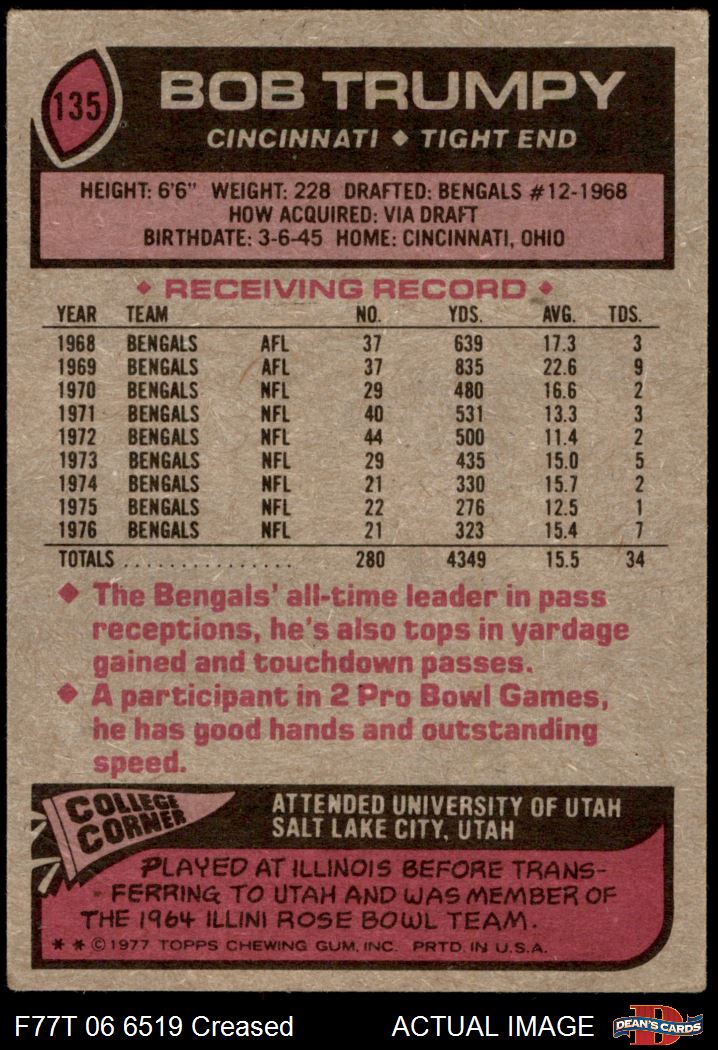 135
BOB TRUMPY
CINCINNATI ◆ TIGHT END
HEIGHT: 6'6" WEIGHT: 228 DRAFTED: BENGALS #12-1968
HOW ACQUIRED: VIA DRAFT
BIRTHDATE: 3-6-45 HOME: CINCINNATI, OHIO
◆ RECEIVING RECORD ◆
YEAR TEAM NO. YDS. AVG. TDS.
1968 BENGALS AFL 37 639 17.3 3
1969 BENGALS AFL 37 835 22.6 9
1970 BENGALS NFL 29 480 16.6 2
1971 BENGALS NFL 40 531 13.3 3
1972 BENGALS NFL 44 500 11.4 2
1973 BENGALS NFL 29 435 15.0 5
1974 BENGALS NFL 21 330 15.7 2
1975 BENGALS NFL 22 276 12.5 1
1976 BENGALS NFL 21 323 15.4 7
TOTALS . . . . . . . . . . . . . . . 280 4349 15.5 34
◆ The Bengals' all-time leader in pass
receptions, he's also tops in yardage
gained and touchdown passes.
◆ A participant in 2 Pro Bowl Games,
he has good hands and outstanding
speed.
COLLEGE
CORNER
ATTENDED UNIVERSITY OF UTAH
SALT LAKE CITY, UTAH
PLAYED AT ILLINOIS BEFORE TRANS-
FERRING TO UTAH AND WAS MEMBER OF
THE 1964 ILLINI ROSE BOWL TEAM.
* * © 1977 TOPPS CHEWING GUM, INC. PRTD. IN U.S.A.
F77T 06 6519 Creased ACTUAL IMAGE
D
DEAN'S CARDS